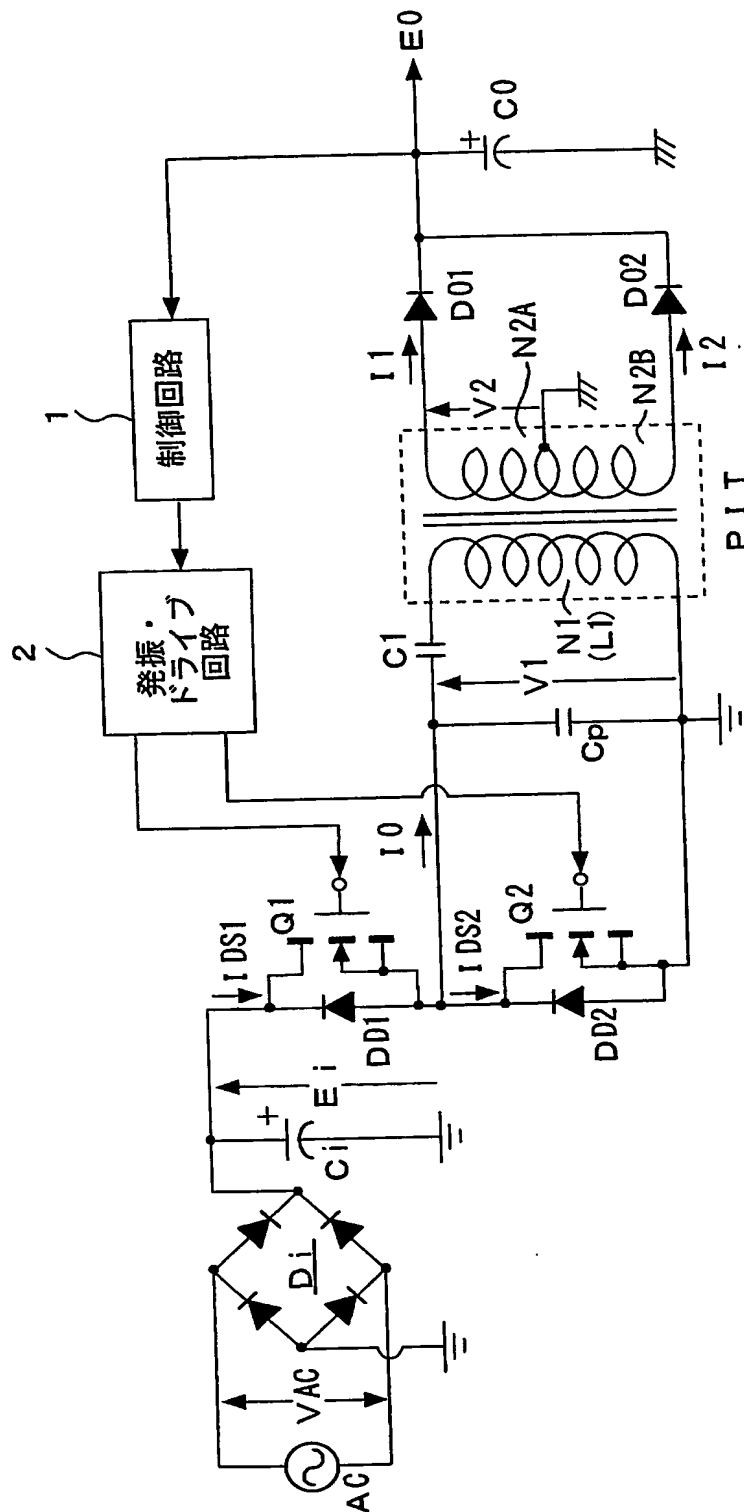 1
制御回路
2
発振・
ドライブ
回路
E0
C0
+
D01
D02
I1
I2
V2
N2A
N2B
PIT
N1
(L1)
C1
V1
Cp
I0
IDS1
Q1
DD1
IDS2
Q2
DD2
Ei
+
Ci
Di
VAC
AC